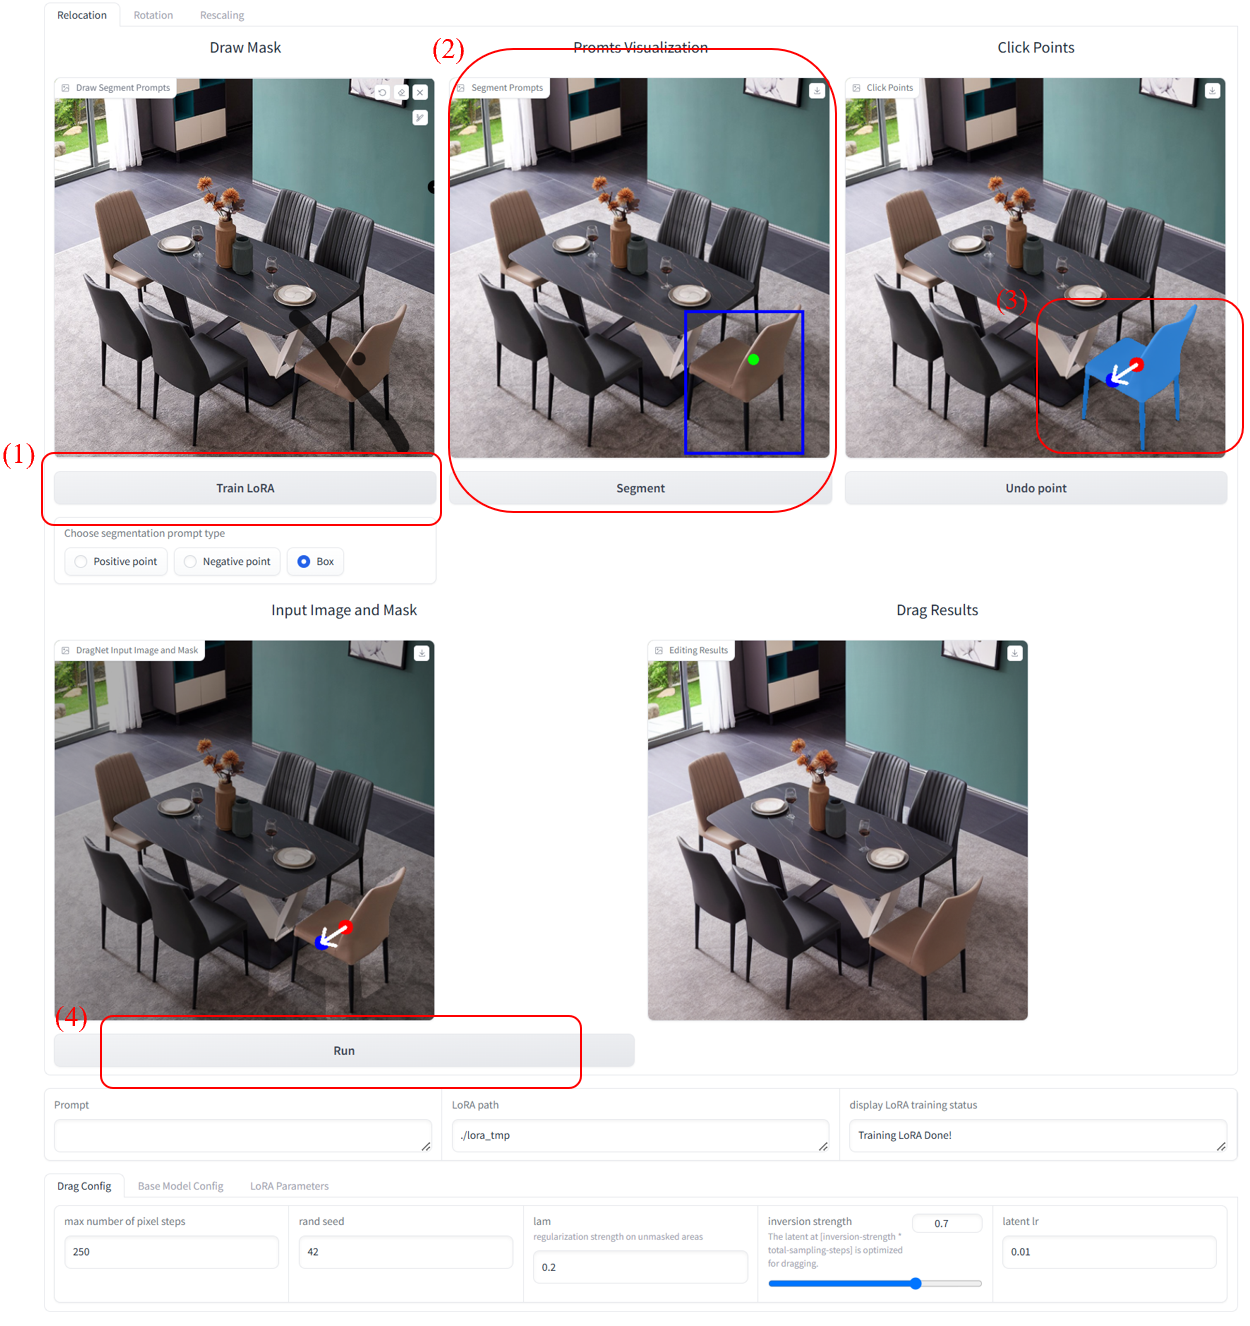 Relocation
Rotation
Rescaling
Draw Mask
(2)
Promts Visualization
Click Points
Draw Segment Prompts
Segment Prompts
Click Points
(3)
(1)
Train LoRA
Segment
Undo point
Choose segmentation prompt type
Positive point
Negative point
Box
Input Image and Mask
Drag Results
DragNet Input Image and Mask
Editing Results
(4)
Run
Prompt
LoRA path
display LoRA training status
./lora_tmp
Training LoRA Done!
Drag Config
Base Model Config
LoRA Parameters
max number of pixel steps
250
rand seed
42
lam
regularization strength on unmasked areas
0.2
inversion strength
0.7
The latent at [inversion-strength *
total-sampling-steps] is optimized
for dragging.
latent lr
0.01